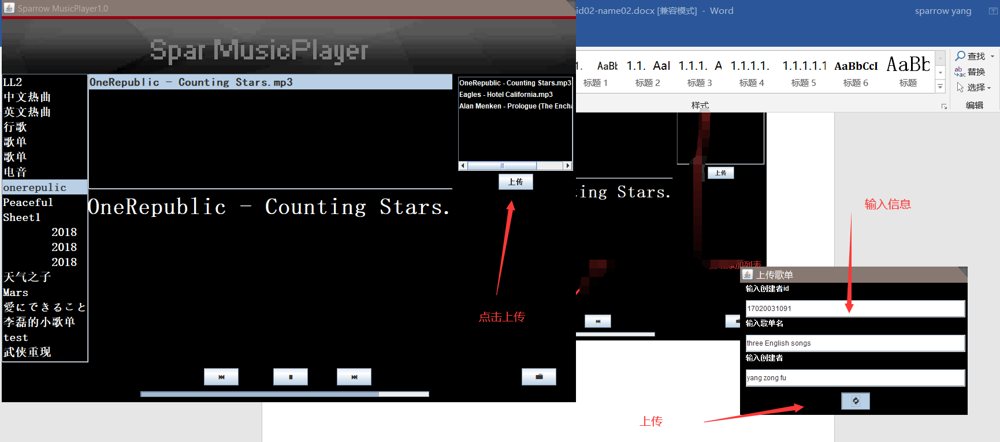 Sparrow MusicPlayer1.0
Spar MusicPlayer
LL2
中文热曲
英文热曲
行歌
歌单
歌单
电音
onerepulic
Peaceful
Sheet1
2018
2018
2018
天气之子
Mars
愛にできること
李磊的小歌单
test
武侠重现
OneRepublic - Counting Stars.mp3
OneRepublic - Counting Stars.
OneRepublic - Counting Stars.mp3
Eagles - Hotel California.mp3
Alan Menken - Prologue (The Encha
上传
点击上传
id02-name02.docx [兼容模式] - Word
sparrow yang
1. AaBb 1.1. Aal 1.1.1. A 1.1.1.1. 1.1.1.1.1 AaBbCcI AaBb
标题 1 标题 2 标题 3 标题 4 标题 5 标题 6 标题
样式
查找
替换
选择
编辑
上传
ing Stars.
添加列表
输入信息
上传歌单
输入创建者id
17020031091
输入歌单名
three English songs
输入创建者
yang zong fu
上传